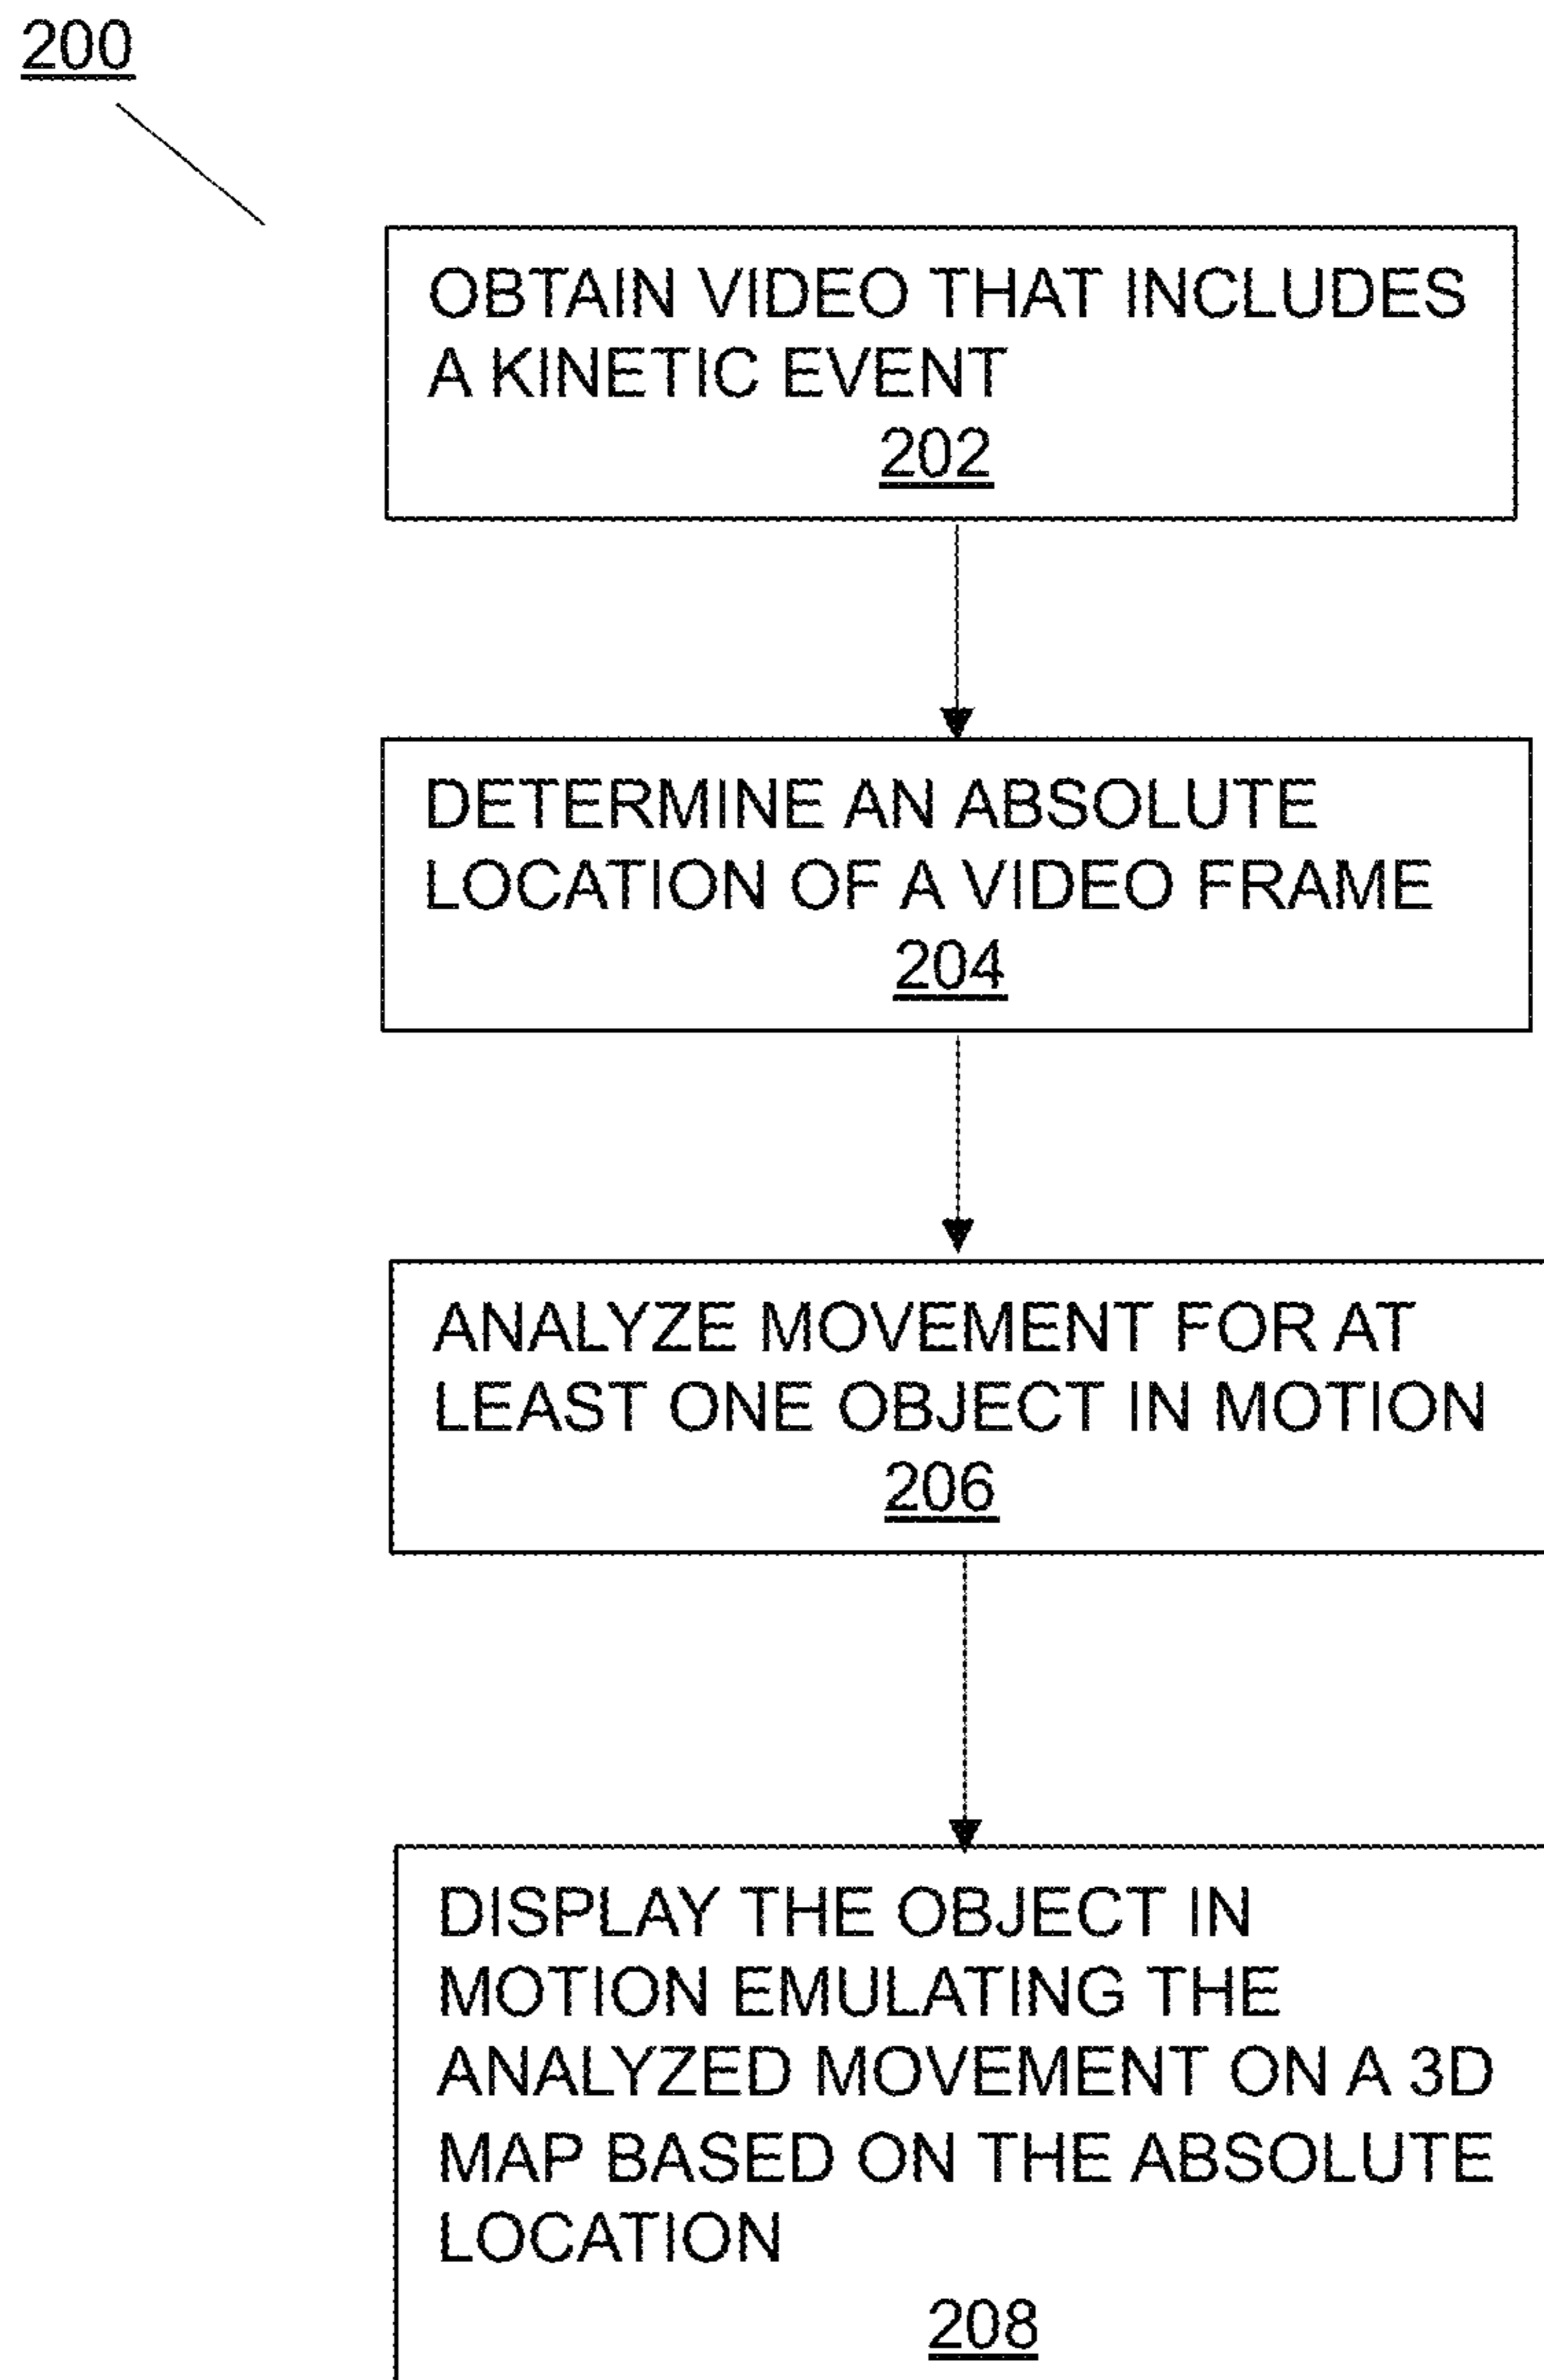 200
OBTAIN VIDEO THAT INCLUDES
A KINETIC EVENT
202
DETERMINE AN ABSOLUTE
LOCATION OF A VIDEO FRAME
204
ANALYZE MOVEMENT FOR AT
LEAST ONE OBJECT IN MOTION
206
DISPLAY THE OBJECT IN
MOTION EMULATING THE
ANALYZED MOVEMENT ON A 3D
MAP BASED ON THE ABSOLUTE
LOCATION
208